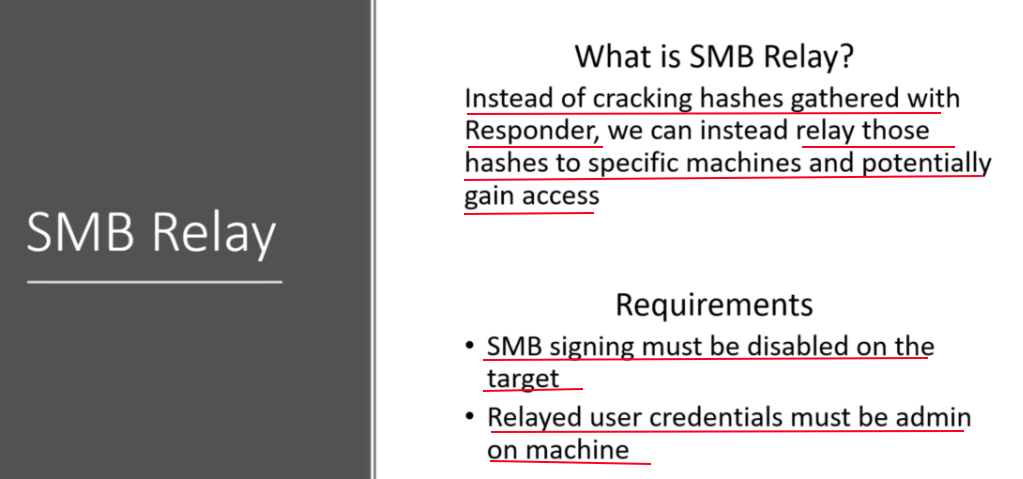 SMB Relay
What is SMB Relay?
Instead of cracking hashes gathered with
Responder, we can instead relay those
hashes to specific machines and potentially
gain access
Requirements
• SMB signing must be disabled on the
target
• Relayed user credentials must be admin
on machine